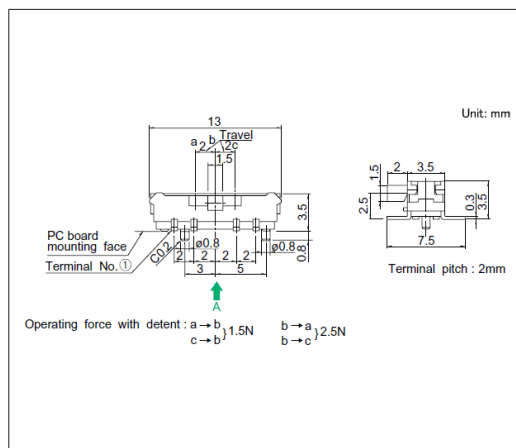 Unit: mm
13
Travel
a 2 b 2 c
1.5
3.5
PC board
mounting face
Terminal No.①
C0.2
ø0.8
ø0.8
0.8
2 2 2 2
3 5
A
2 3.5
1.5
2.5
0.3
3.5
7.5
Terminal pitch : 2mm
Operating force with detent : a→b c→b } 1.5N b→a b→c } 2.5N